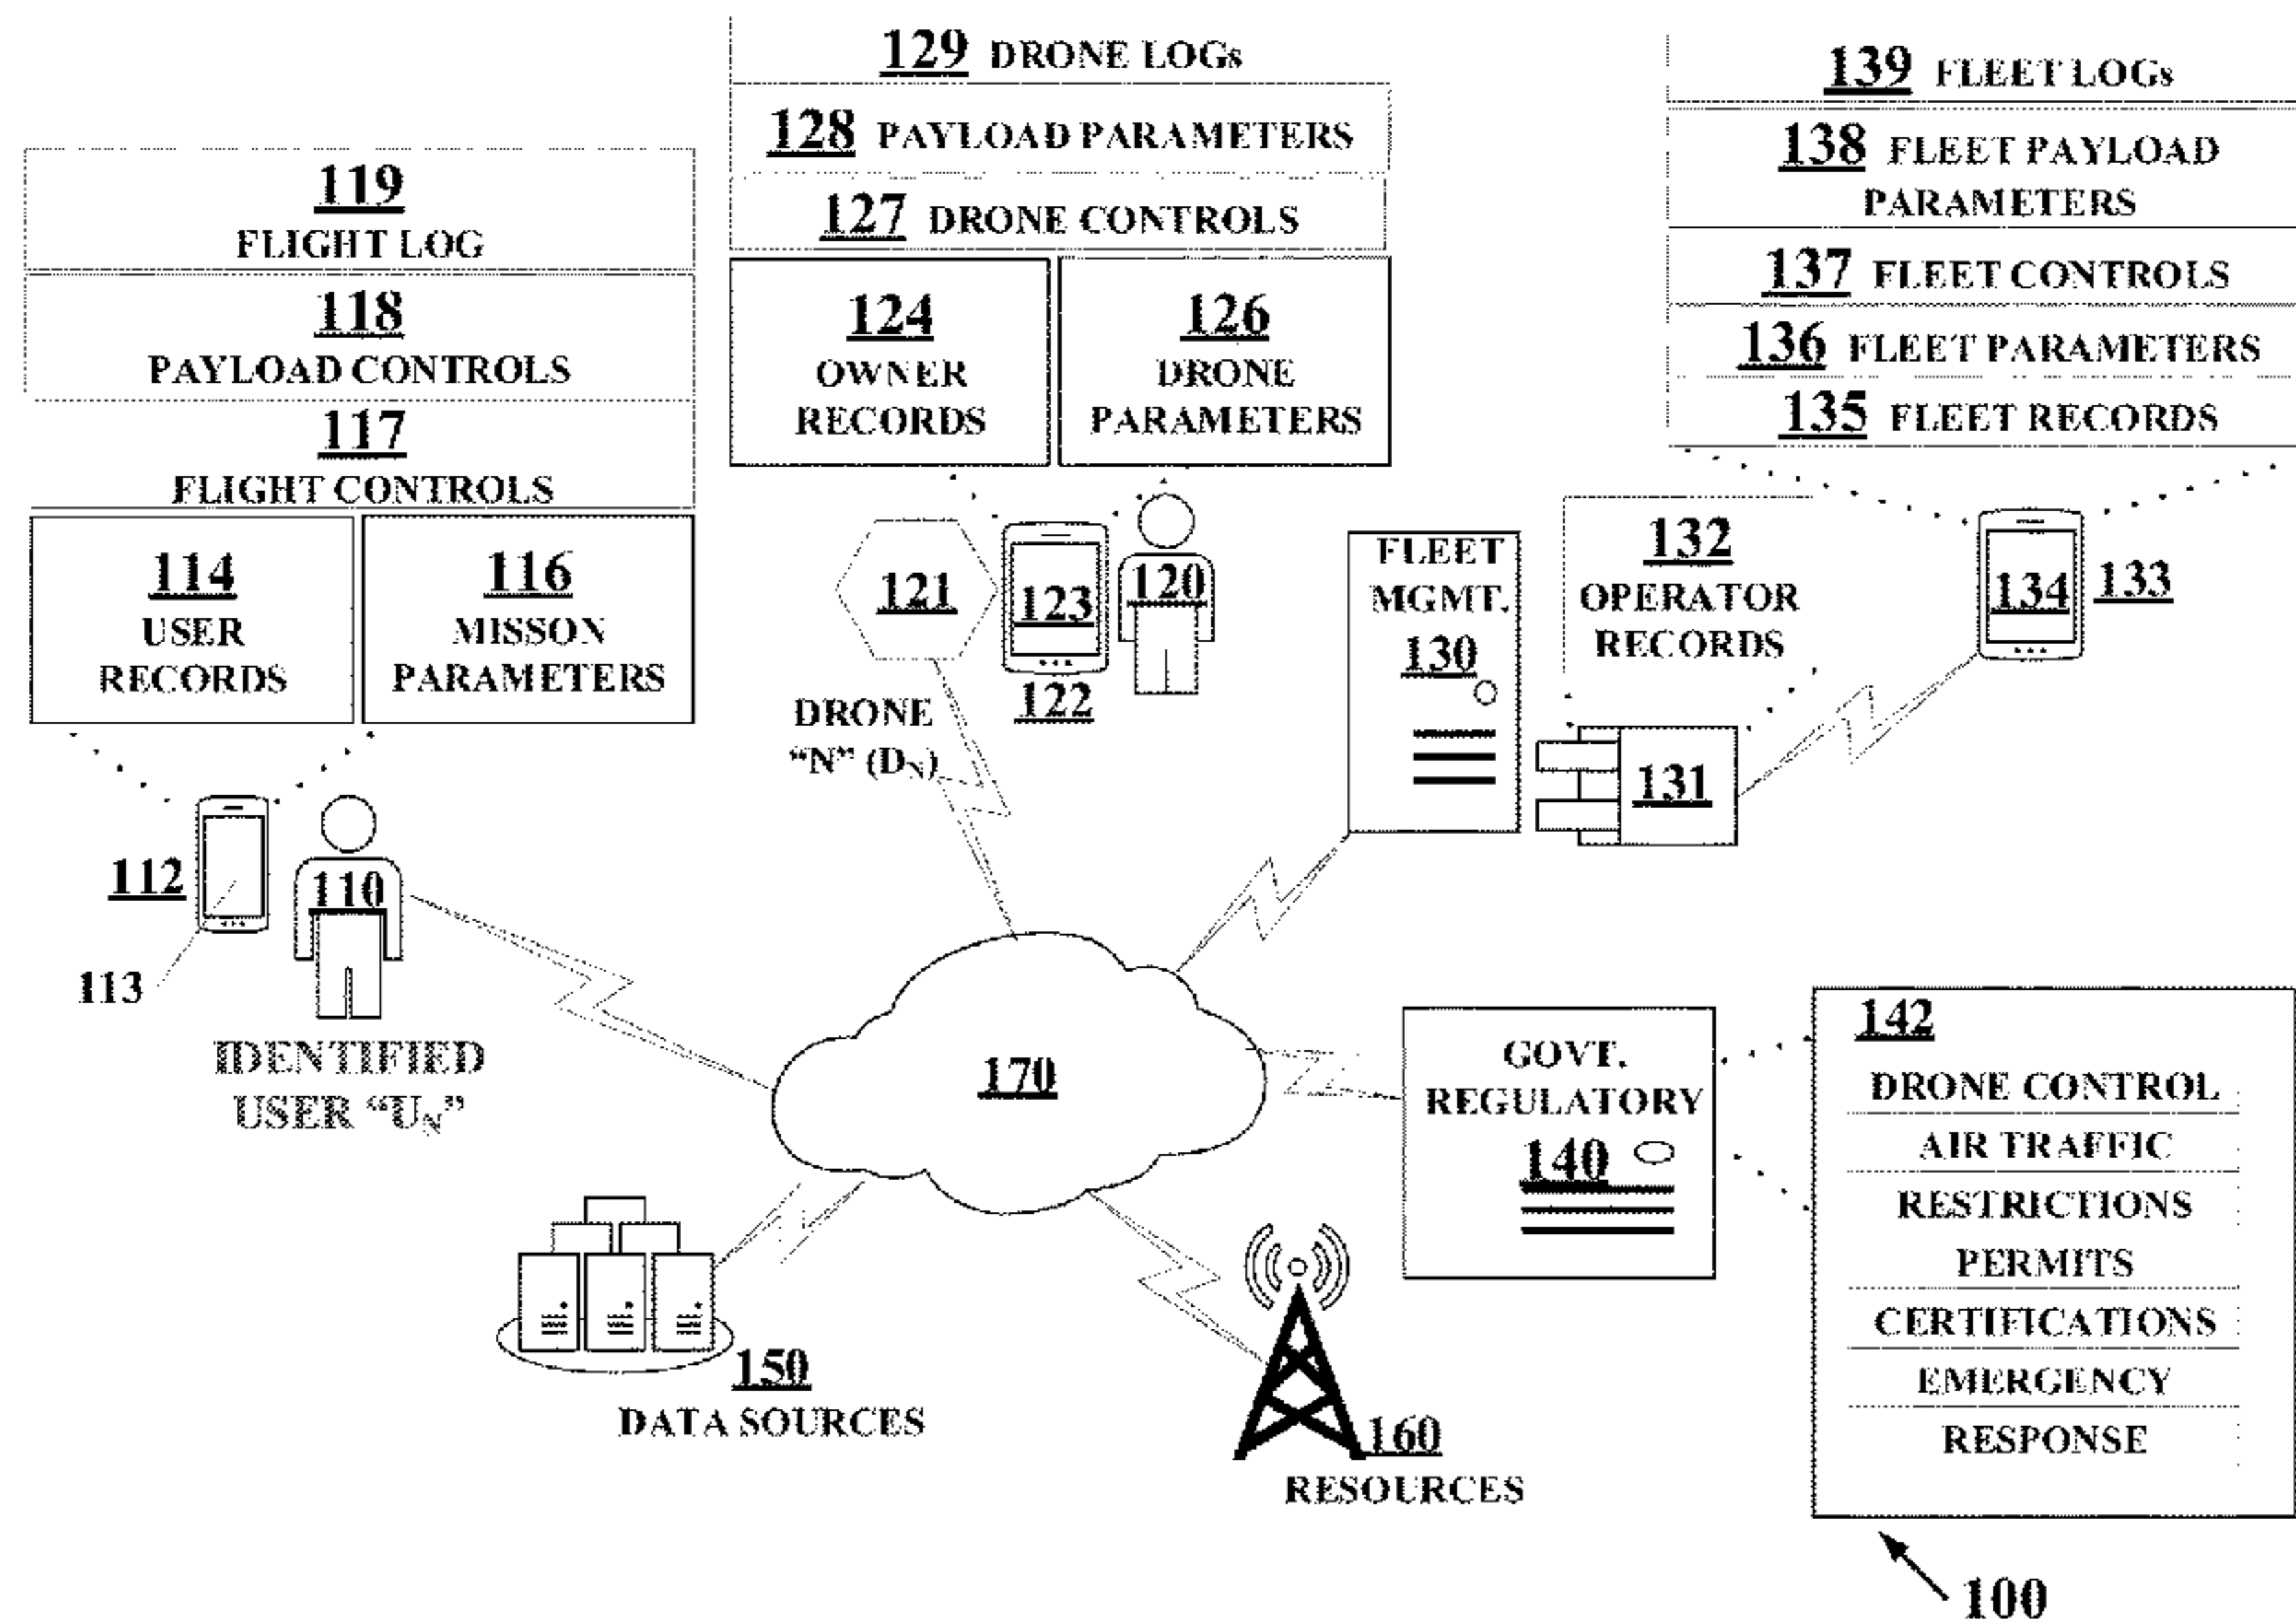 129 DRONE LOGs
128 PAYLOAD PARAMETERS
127 DRONE CONTROLS
124
OWNER
RECORDS
126
DRONE
PARAMETERS
139 FLEET LOGs
138 FLEET PAYLOAD
PARAMETERS
137 FLEET CONTROLS
136 FLEET PARAMETERS
135 FLEET RECORDS
119
FLIGHT LOG
118
PAYLOAD CONTROLS
117
FLIGHT CONTROLS
114
USER
RECORDS
116
MISSON
PARAMETERS
121
123
120
122
DRONE
“N” (DN)
FLEET
MGMT.
130
132
OPERATOR
RECORDS
131
134
133
112
110
113
IDENTIFIED
USER “UN”
170
GOVT.
REGULATORY
140
142
DRONE CONTROL
AIR TRAFFIC
RESTRICTIONS
PERMITS
CERTIFICATIONS
EMERGENCY
RESPONSE
150
DATA SOURCES
160
RESOURCES
100